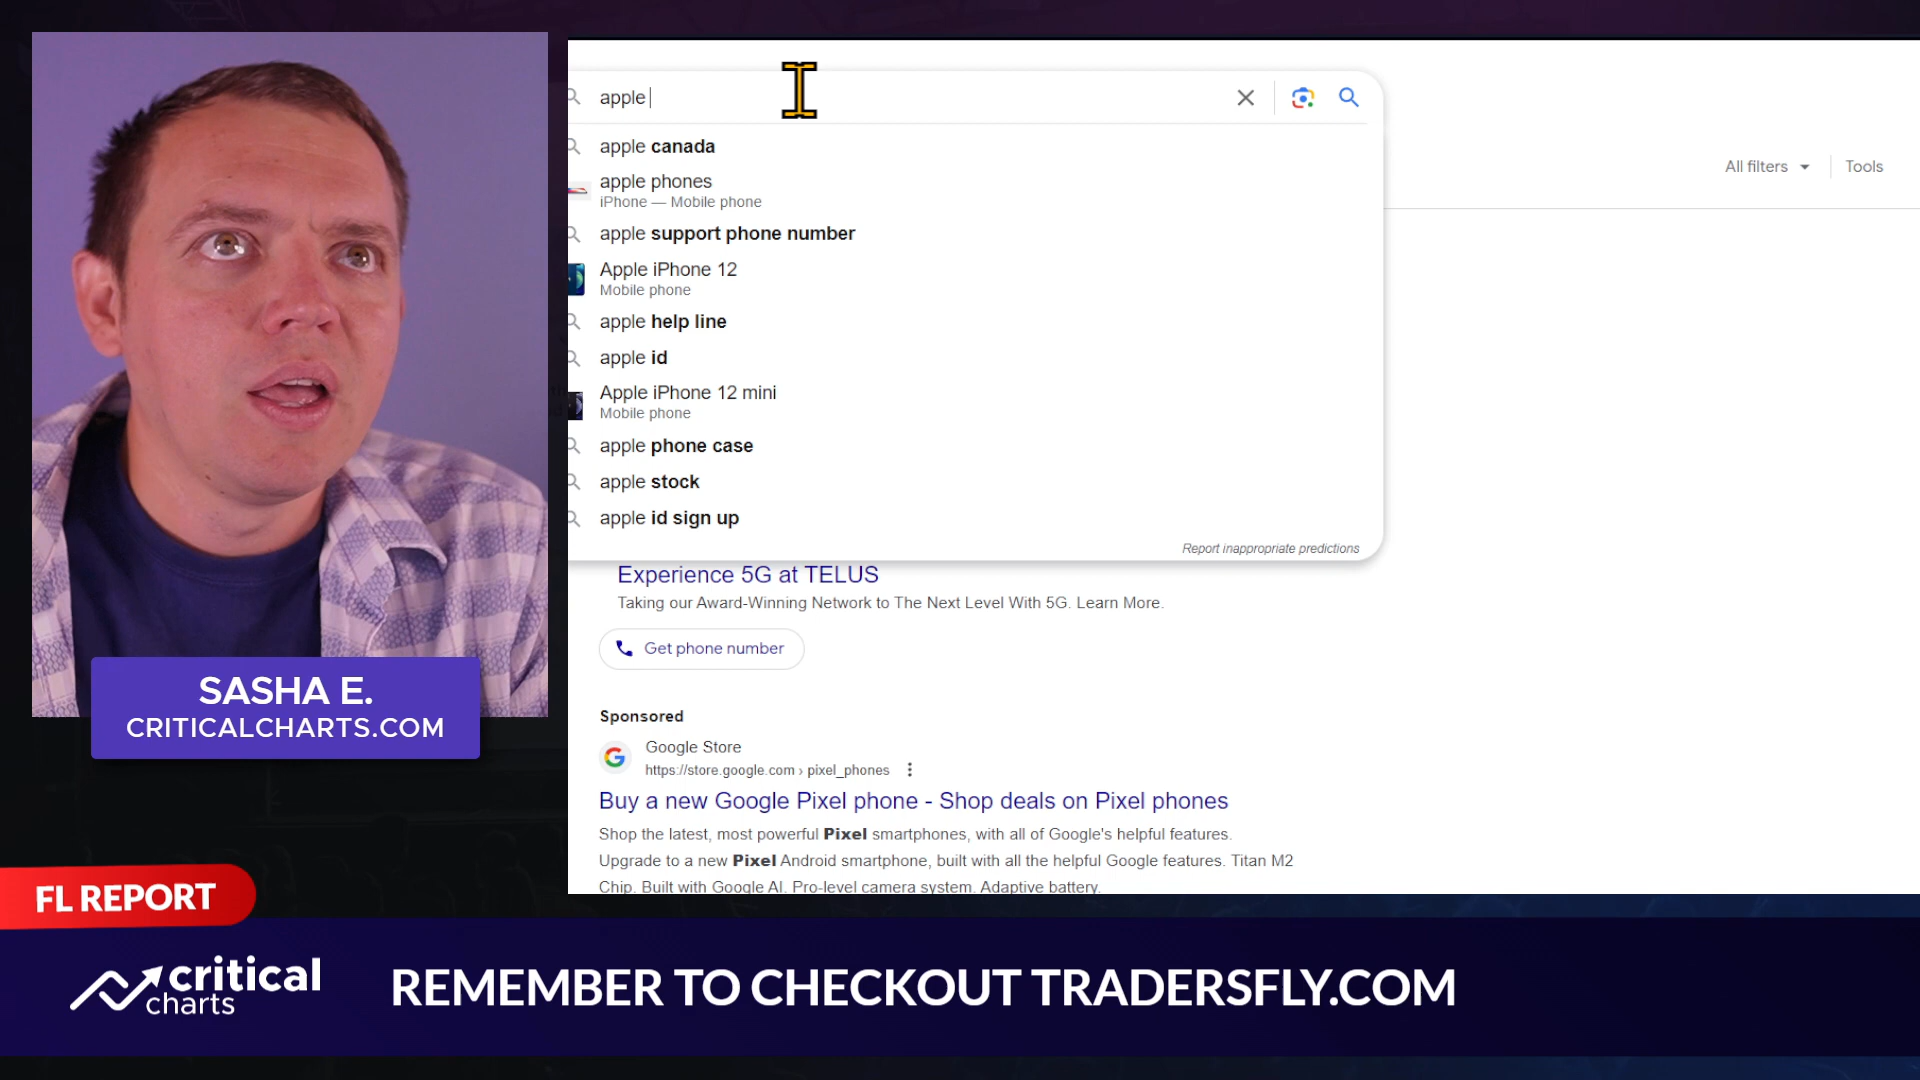 apple
apple canada
apple phones
iPhone — Mobile phone
apple support phone number
Apple iPhone 12
Mobile phone
apple help line
apple id
Apple iPhone 12 mini
Mobile phone
apple phone case
apple stock
apple id sign up
Report inappropriate predictions
All filters
Tools
Experience 5G at TELUS
Taking our Award-Winning Network to The Next Level With 5G. Learn More.
Get phone number
Sponsored
Google Store
https://store.google.com › pixel_phones
Buy a new Google Pixel phone - Shop deals on Pixel phones
Shop the latest, most powerful Pixel smartphones, with all of Google's helpful features.
Upgrade to a new Pixel Android smartphone, built with all the helpful Google features. Titan M2
Chip. Built with Google AI. Pro-level camera system. Adaptive battery.
SASHA E.
CRITICALCHARTS.COM
FL REPORT
critical
charts
REMEMBER TO CHECKOUT TRADERSFLY.COM